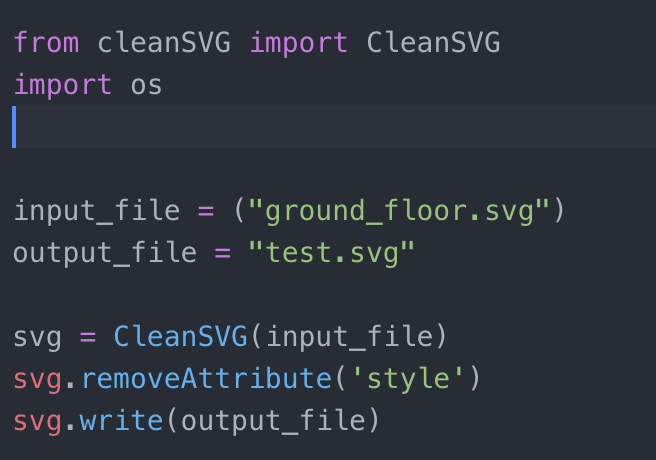 from cleanSVG import CleanSVG
import os
input_file = ("ground_floor.svg")
output_file = "test.svg"
svg = CleanSVG(input_file)
svg.removeAttribute('style')
svg.write(output_file)